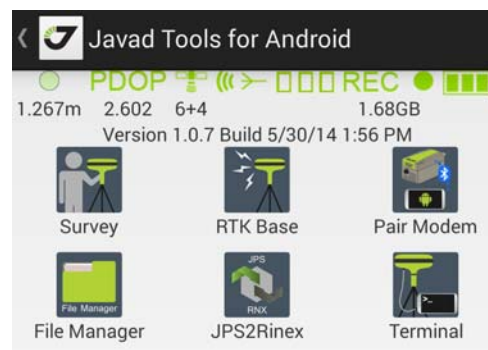 Javad Tools for Android
PDOP REC
1.267m 2.602 6+4 1.68GB
Version 1.0.7 Build 5/30/14 1:56 PM
Survey RTK Base Pair Modem
File Manager
JPS
RNX
File Manager JPS2Rinex Terminal